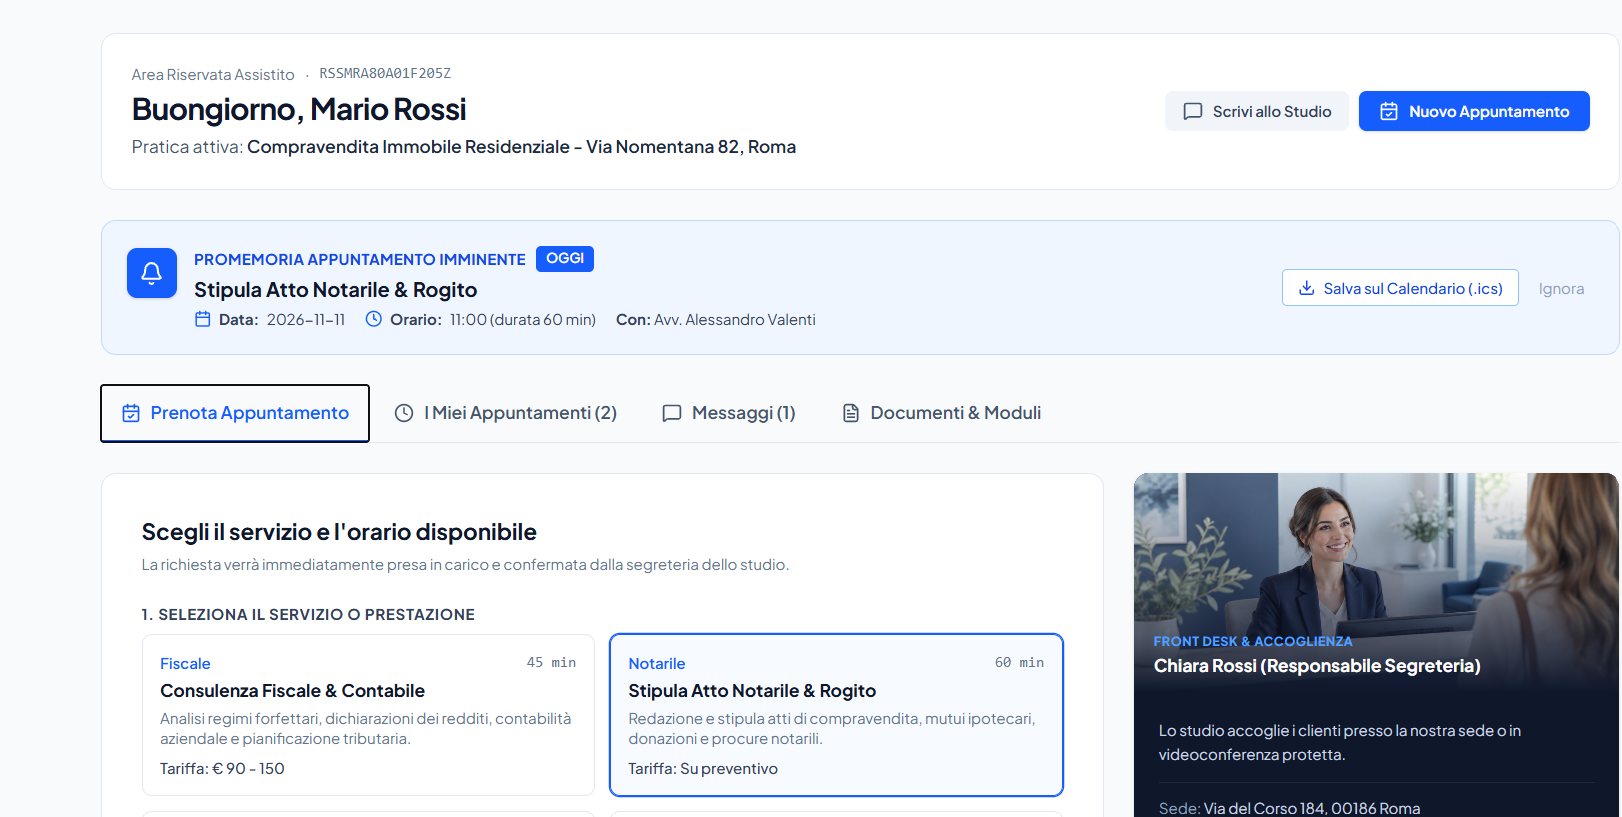 Area Riservata Assistito · RSSMRA80A01F205Z
Buongiorno, Mario Rossi
Pratica attiva: Compravendita Immobile Residenziale - Via Nomentana 82, Roma
Scrivi allo Studio
Nuovo Appuntamento
PROMEMORIA APPUNTAMENTO IMMINENTE OGGI
Stipula Atto Notarile & Rogito
Data: 2026-11-11 Orario: 11:00 (durata 60 min) Con: Avv. Alessandro Valenti
Salva sul Calendario (.ics)
Ignora
Prenota Appuntamento
I Miei Appuntamenti (2)
Messaggi (1)
Documenti & Moduli
Scegli il servizio e l'orario disponibile
La richiesta verrà immediatamente presa in carico e confermata dalla segreteria dello studio.
1. SELEZIONA IL SERVIZIO O PRESTAZIONE
Fiscale 45 min
Consulenza Fiscale & Contabile
Analisi regimi forfettari, dichiarazioni dei redditi, contabilità
aziendale e pianificazione tributaria.
Tariffa: € 90 - 150
Notarile 60 min
Stipula Atto Notarile & Rogito
Redazione e stipula atti di compravendita, mutui ipotecari,
donazioni e procure notarili.
Tariffa: Su preventivo
FRONT DESK & ACCOGLIENZA
Chiara Rossi (Responsabile Segreteria)
Lo studio accoglie i clienti presso la nostra sede o in
videoconferenza protetta.
Sede: Via del Corso 184, 00186 Roma